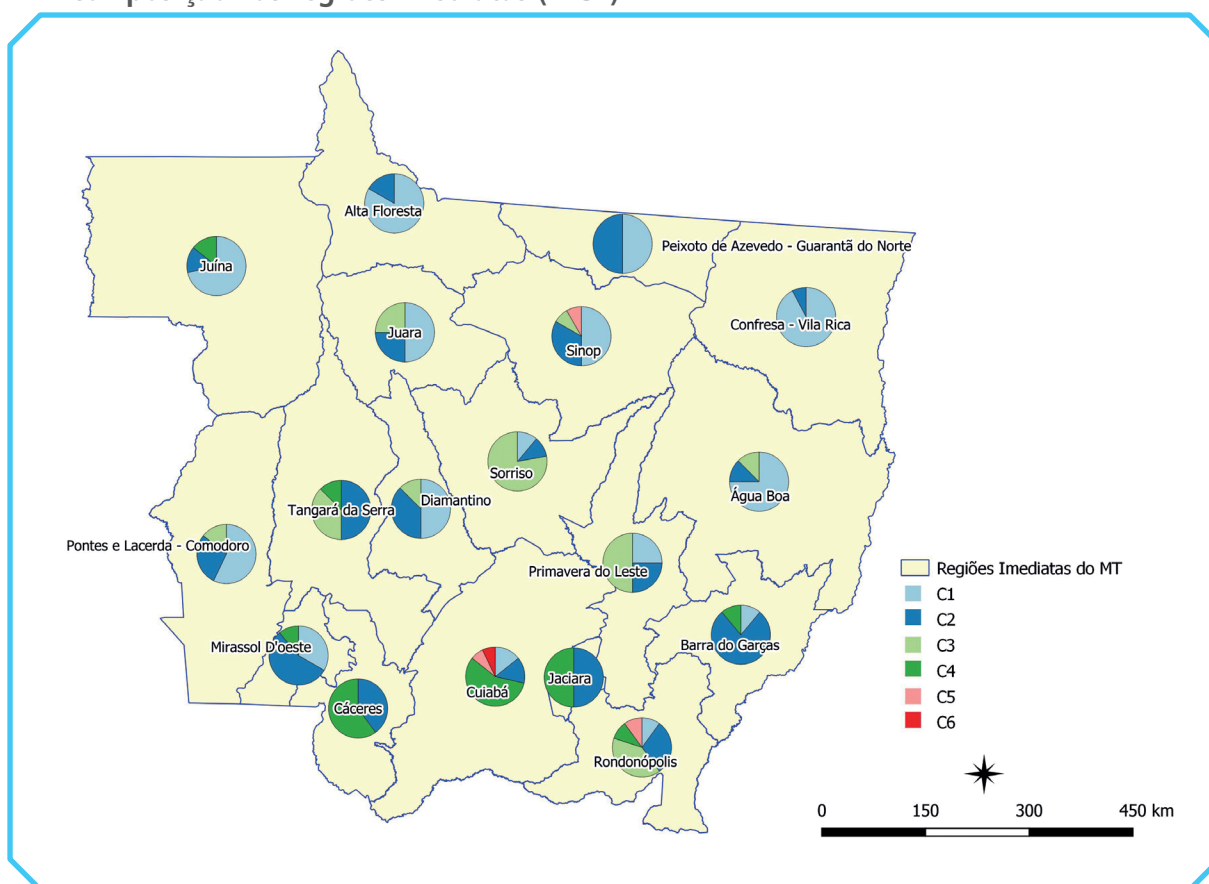 Alta Floresta
Peixoto de Azevedo - Guarantã do Norte
Juína
Confresa - Vila Rica
Juara
Sinop
Sorriso
Água Boa
Diamantino
Tangará da Serra
Pontes e Lacerda - Comodoro
Primavera do Leste
Regiões Imediatas do MT
C1
C2
C3
C4
C5
C6
Barra do Garças
Mirassol D'oeste
Jaciara
Cuiabá
Cáceres
Rondonópolis
0 150 300 450 km